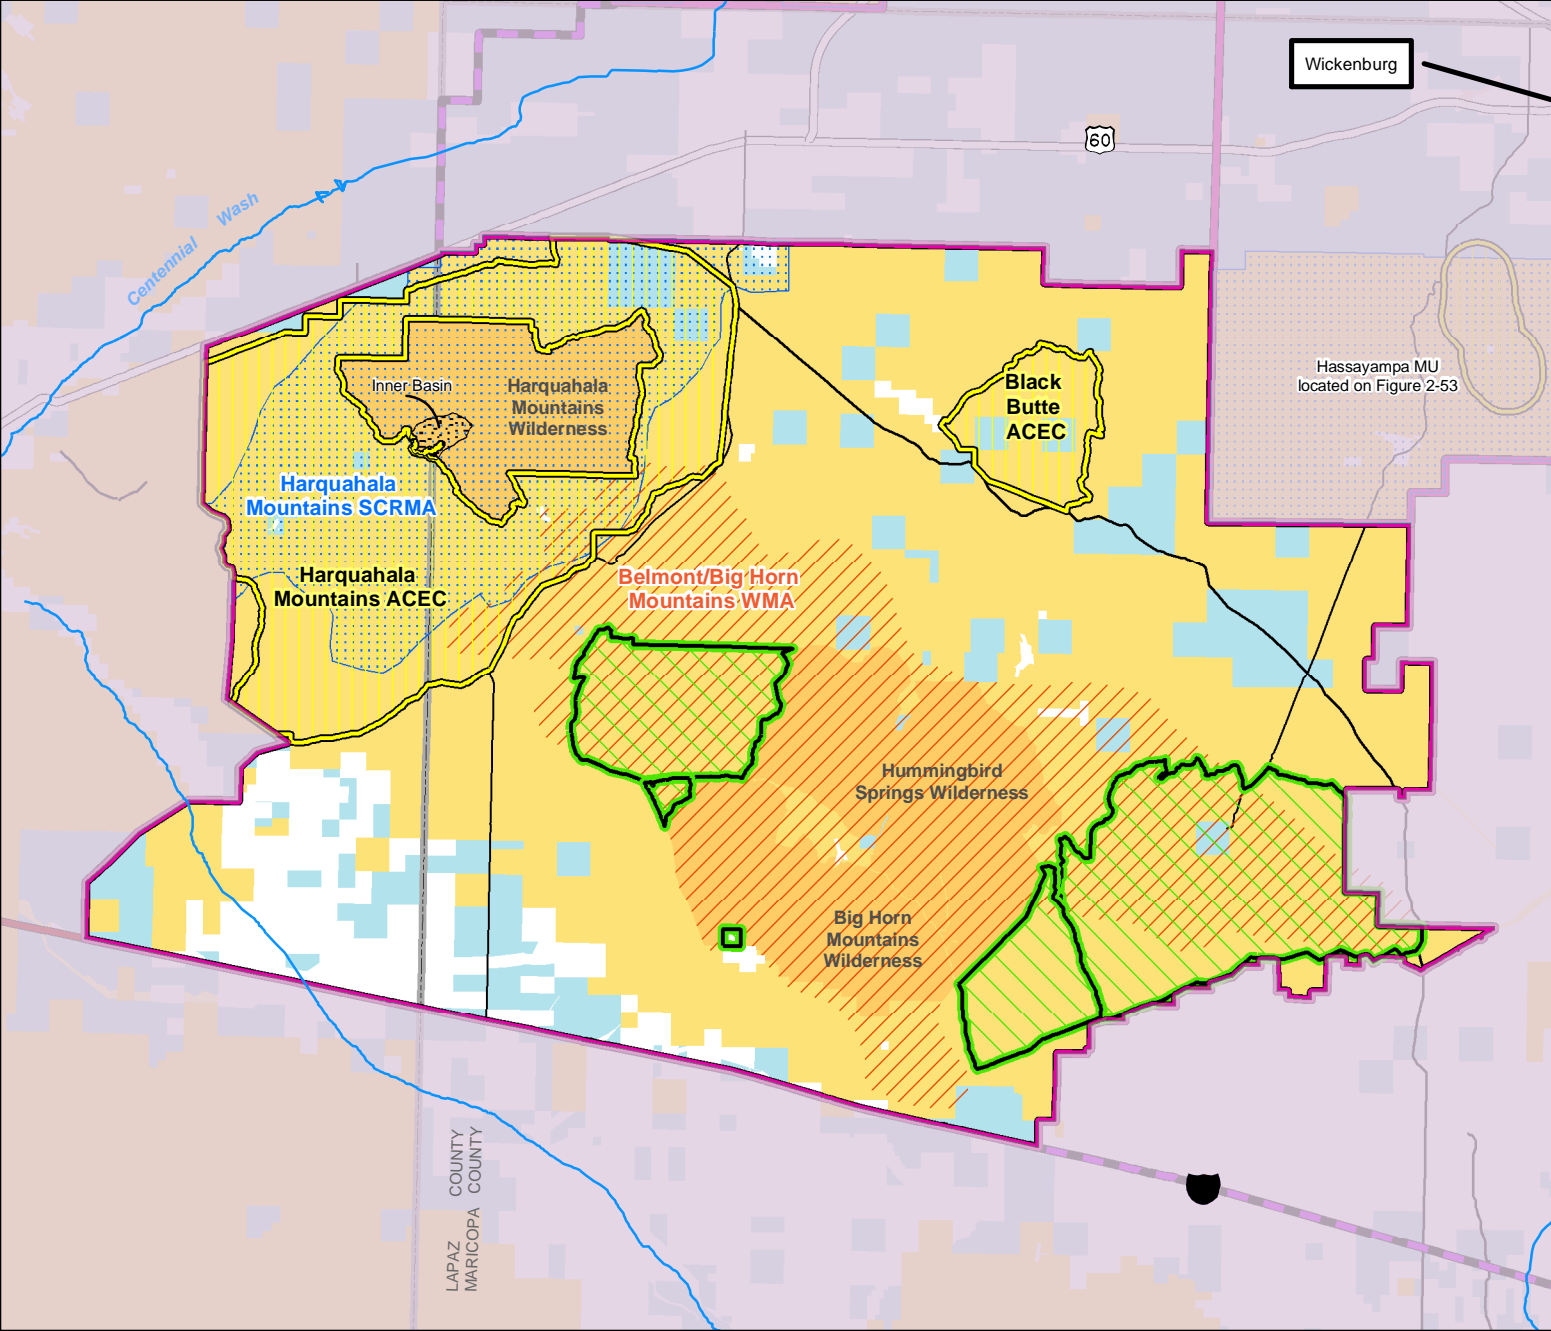 Wickenburg
60
Centennial Wash
Hassayampa MU
located on Figure 2-53
Inner Basin
Harquahala
Mountains
Wilderness
Black
Butte
ACEC
Harquahala
Mountains SCRMA
Harquahala
Mountains ACEC
Belmont/Big Horn
Mountains WMA
Hummingbird
Springs Wilderness
Big Horn
Mountains
Wilderness
LAPAZ COUNTY
MARICOPA COUNTY